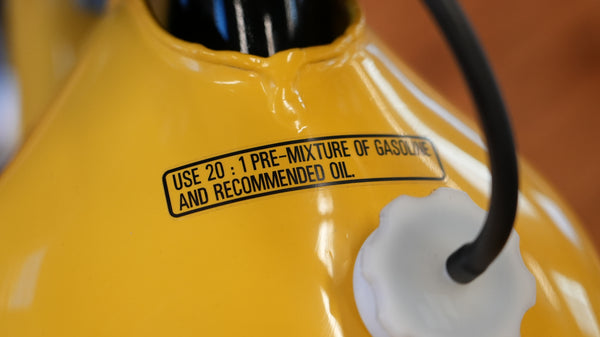 USE 20 : 1 PRE-MIXTURE OF GASOLINE
AND RECOMMENDED OIL.